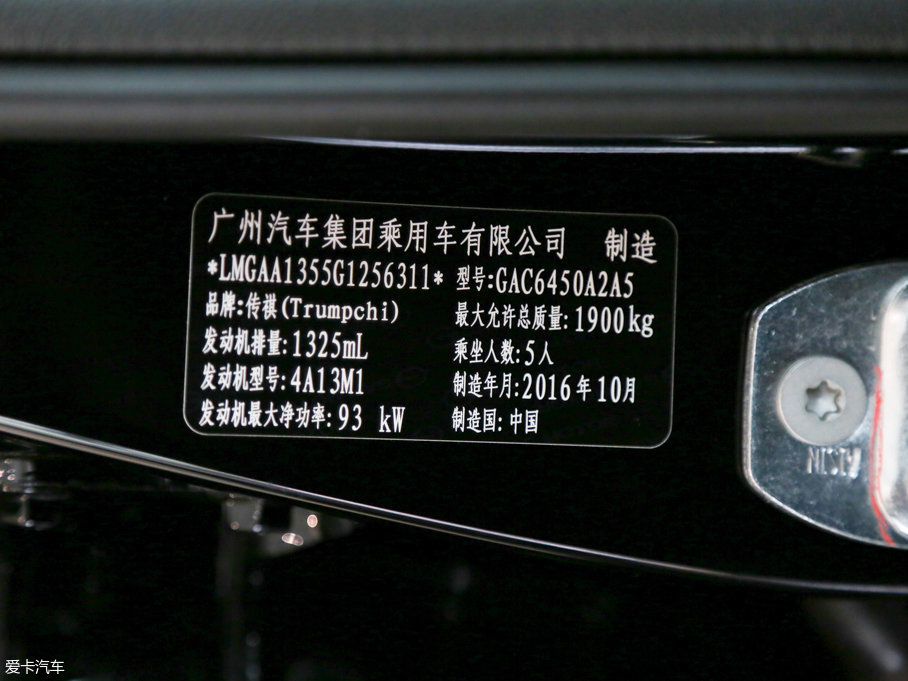 广州汽车集团乘用车有限公司 制造
*LMGAA1355G1256311* 型号:GAC6450A2A5
品牌:传祺(Trumpchi) 最大允许总质量:1900kg
发动机排量:1325mL 乘坐人数:5人
发动机型号:4A13M1 制造年月:2016年10月
发动机最大净功率:93 kW 制造国:中国
AISIN
爱卡汽车